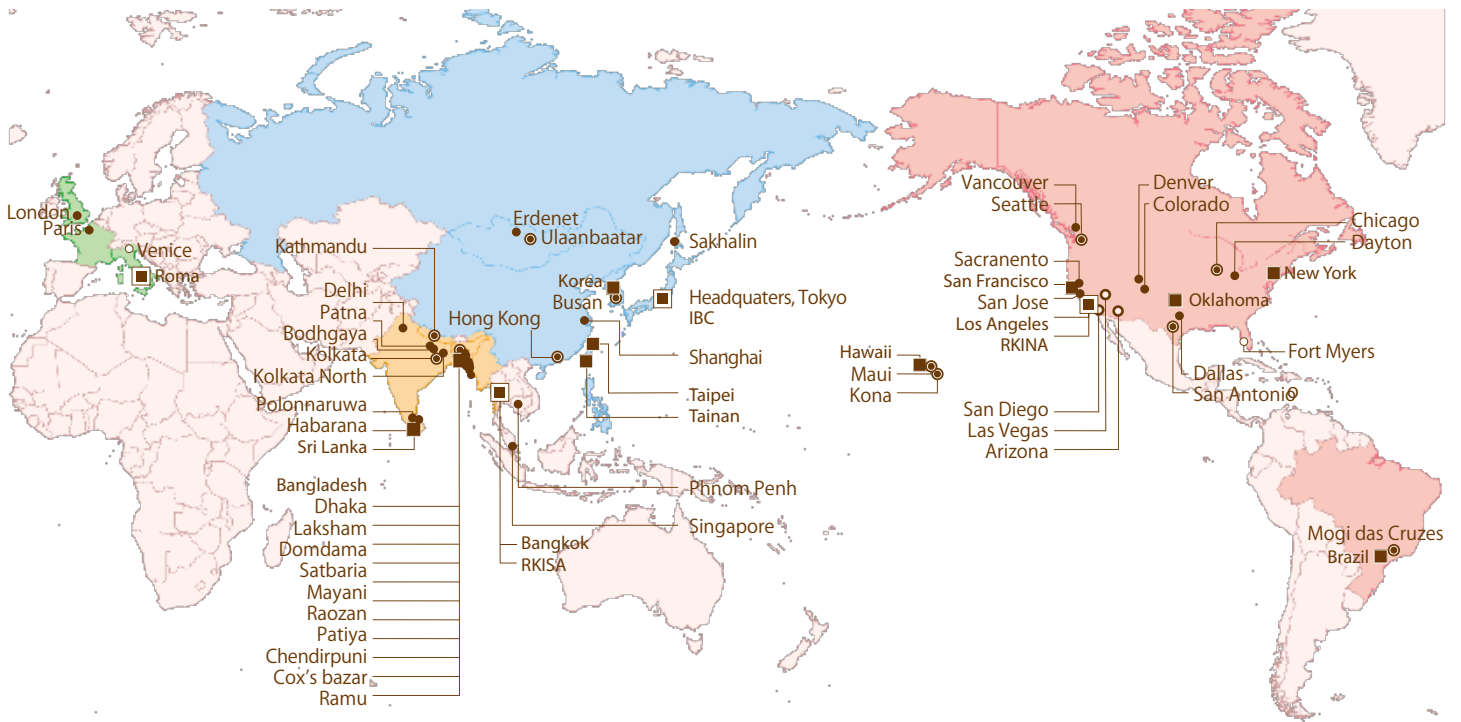 London
Paris
Venice
Roma
Kathmandu
Delhi
Patna
Bodhgaya
Kolkata
Kolkata North
Polonnaruwa
Habarana
Sri Lanka
Bangladesh
Dhaka
Laksham
Domdama
Satbaria
Mayani
Raozan
Patiya
Chendirpuni
Cox's bazar
Ramu
Erdenet
Ulaanbaatar
Sakhalin
Korea
Busan
Hong Kong
Headquaters, Tokyo
IBC
Shanghai
Taipei
Tainan
Phnom Penh
Singapore
Bangkok
RKISA
Vancouver
Seattle
Sacranento
San Francisco
San Jose
Los Angeles
RKINA
Hawaii
Maui
Kona
San Diego
Las Vegas
Arizona
Denver
Colorado
Chicago
Dayton
New York
Oklahoma
Fort Myers
Dallas
San Antonio
Mogi das Cruzes
Brazil